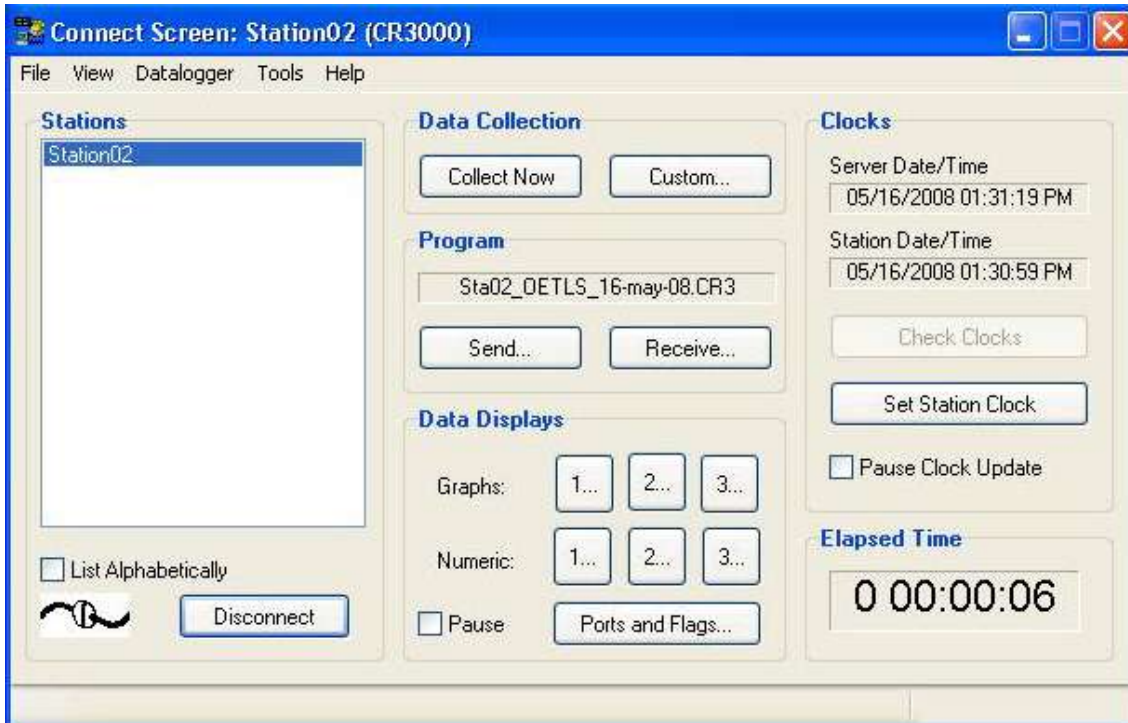 Connect Screen: Station02 (CR3000)
File View Datalogger Tools Help
Stations
Station02
List Alphabetically
Disconnect
Data Collection
Collect Now Custom...
Program
Sta02_OETLS_16-may-08.CR3
Send... Receive...
Data Displays
Graphs: 1... 2... 3...
Numeric: 1... 2... 3...
Pause Ports and Flags...
Clocks
Server Date/Time
05/16/2008 01:31:19 PM
Station Date/Time
05/16/2008 01:30:59 PM
Check Clocks
Set Station Clock
Pause Clock Update
Elapsed Time
0 00:00:06